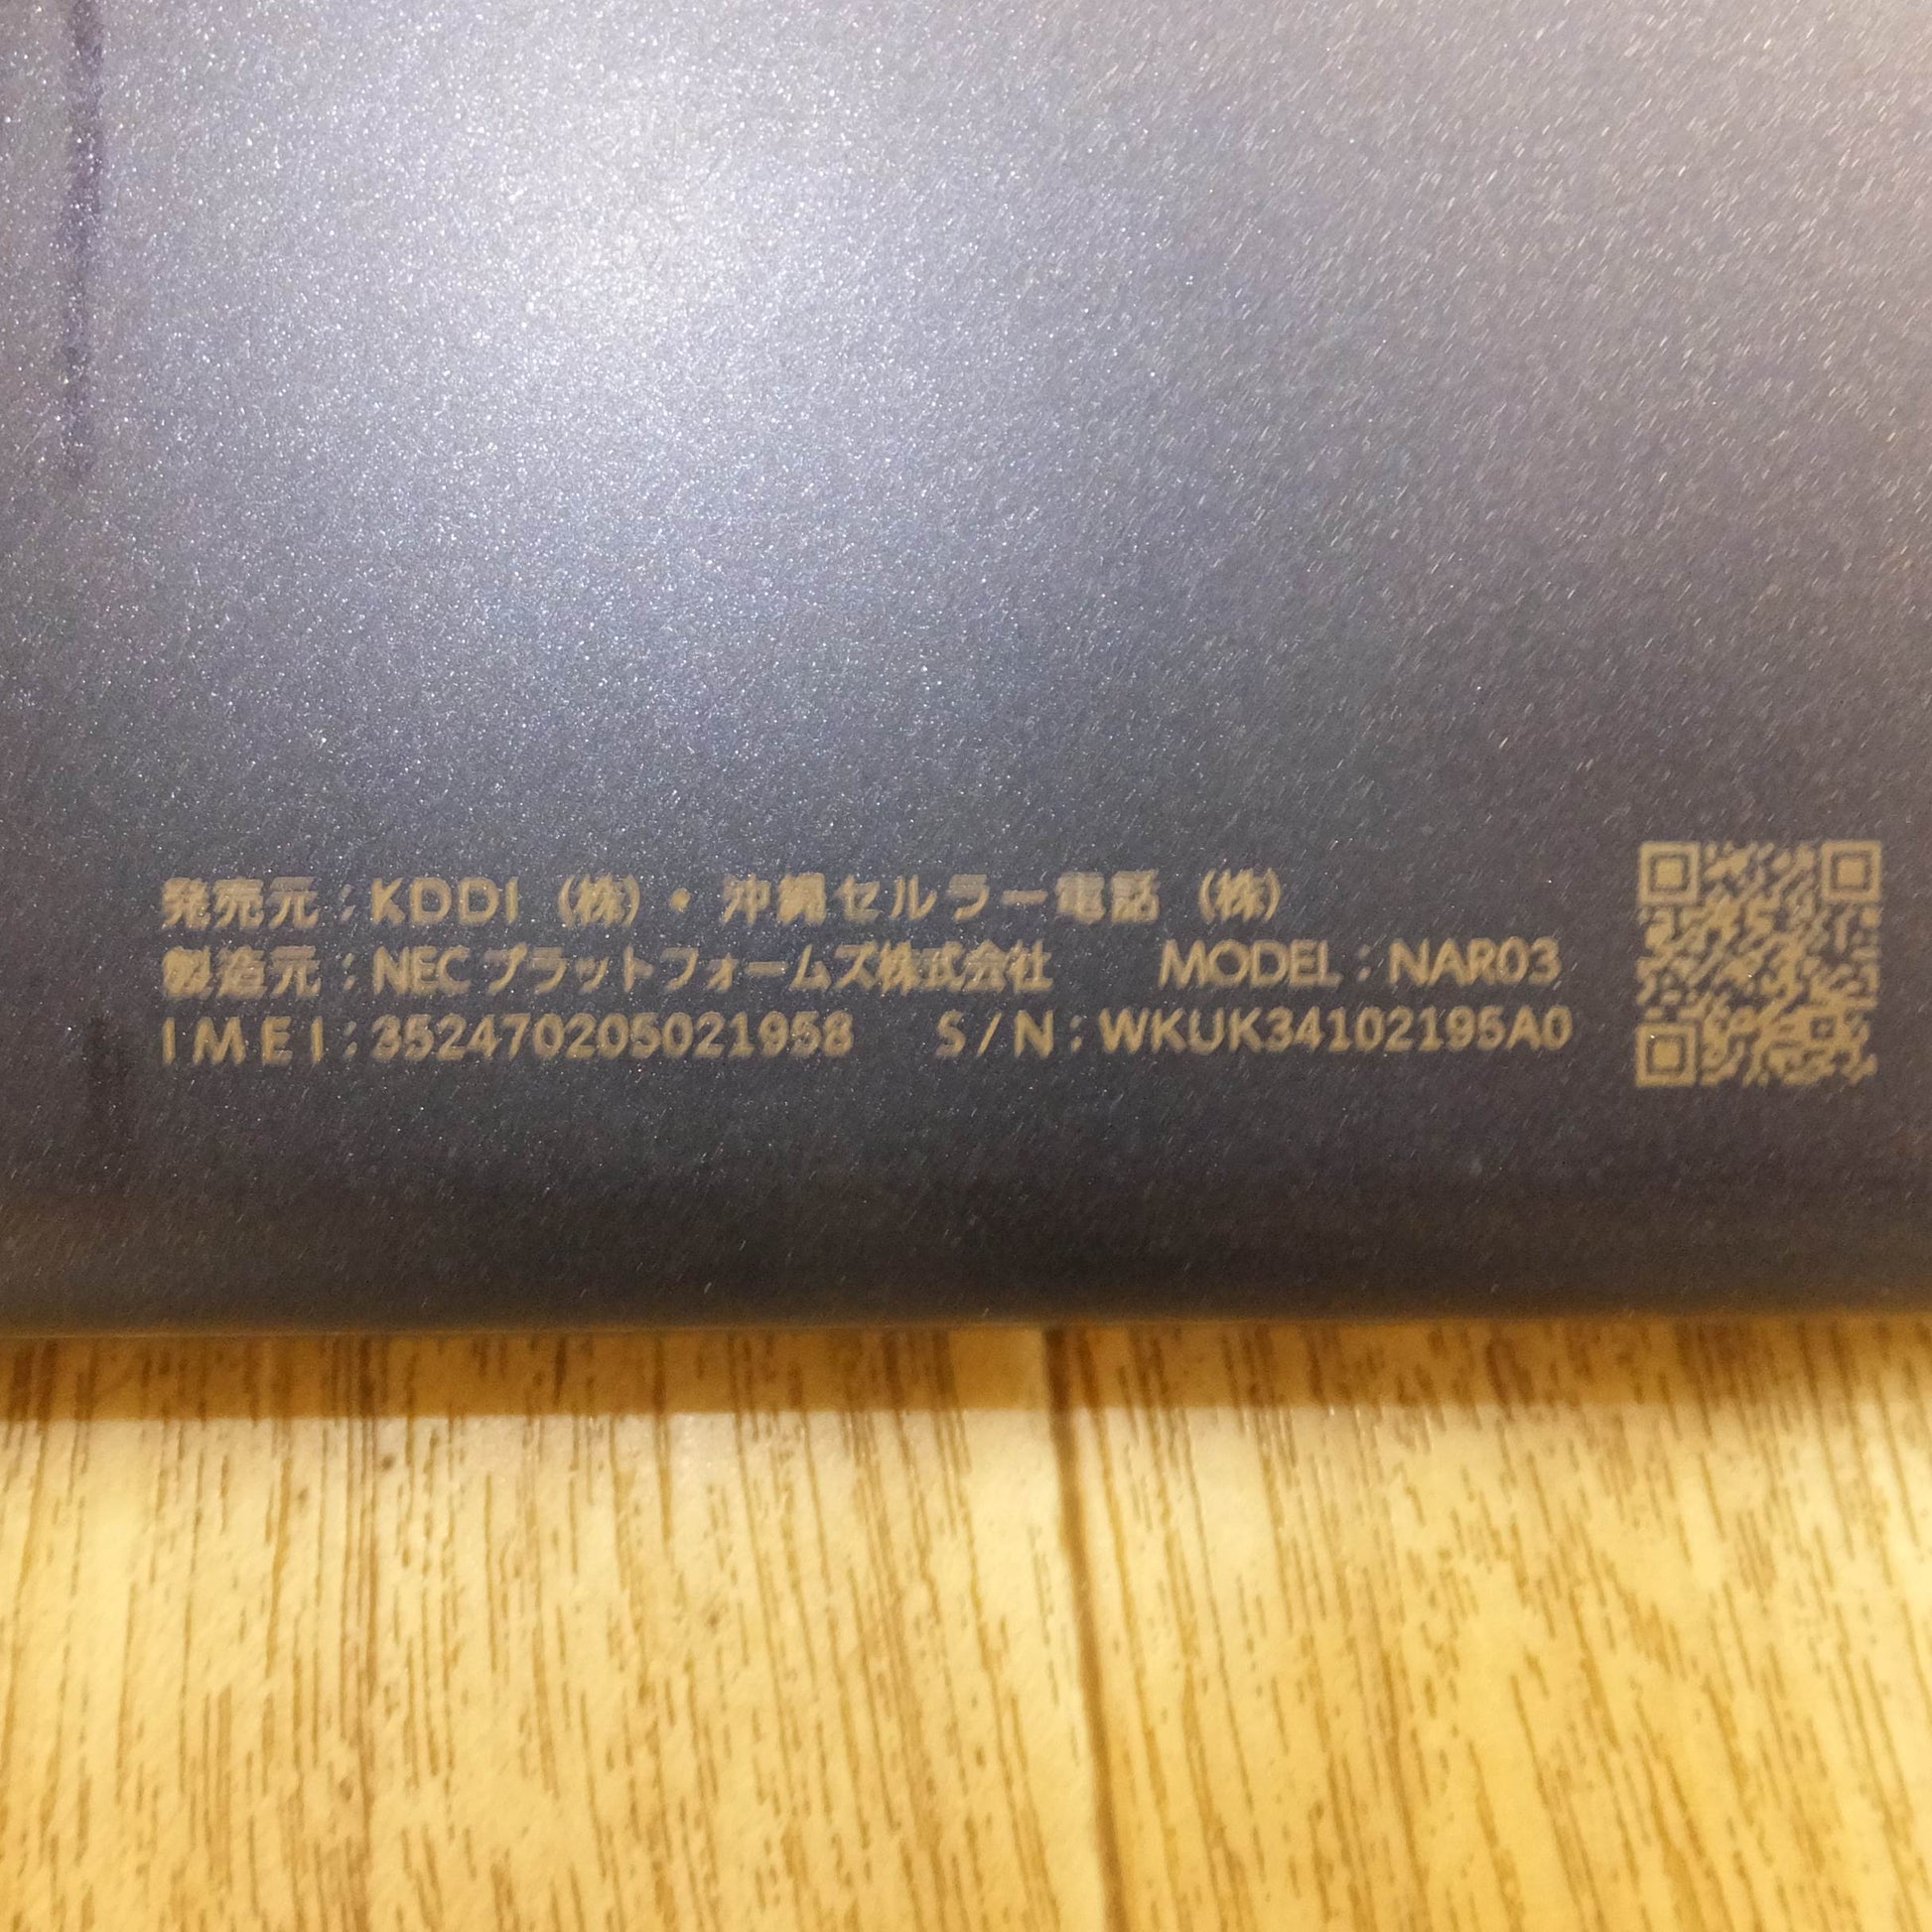 発売元：KDDI（株）・沖縄セルラー電話（株）
製造元：NECプラットフォームズ株式会社　MODEL：NAR03
IMEI：352470205021958　S/N：WKUK34102195A0